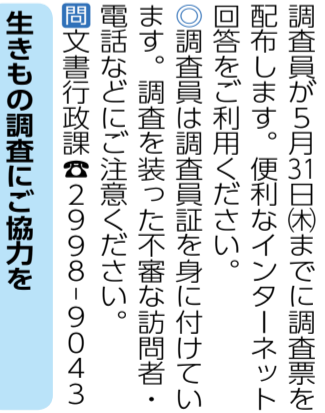 調査員が5月31日㈭までに調査票を
配布します。便利なインターネット
回答をご利用ください。
◎調査員は調査員証を身に付けてい
ます。調査を装った不審な訪問者・
電話などにご注意ください。
問文書行政課☎2998-9043
生きもの調査にご協力を